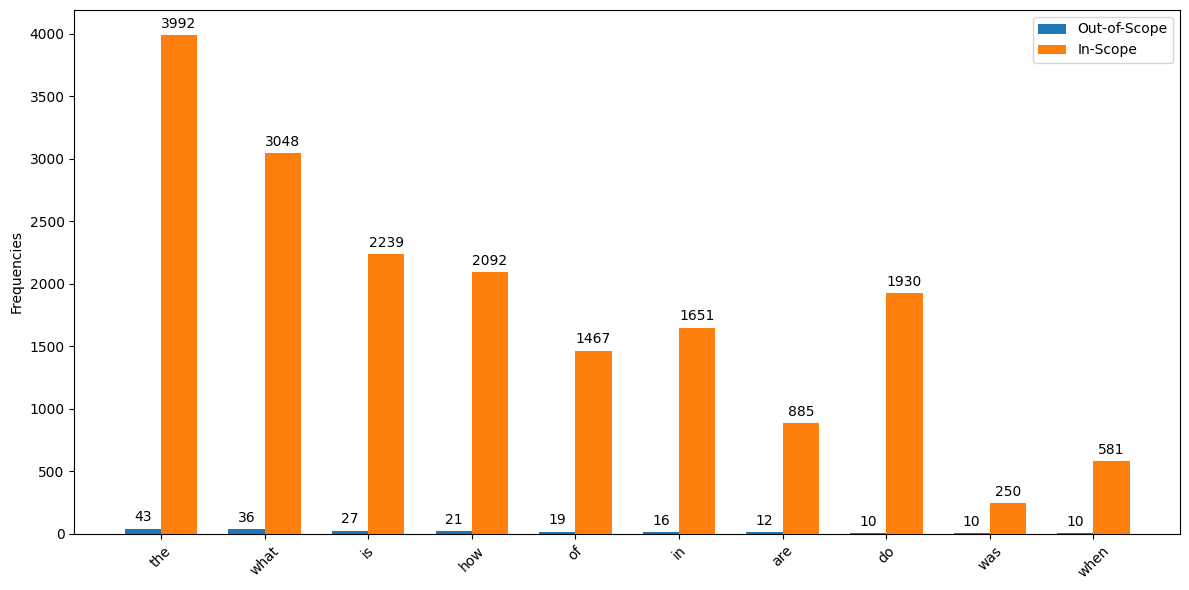 Out-of-Scope
In-Scope
Frequencies
4000
3500
3000
2500
2000
1500
1000
500
0
3992
3048
2239
2092
1467
1651
885
1930
250
581
43
36
27
21
19
16
12
10
10
10
the
what
is
how
of
in
are
do
was
when